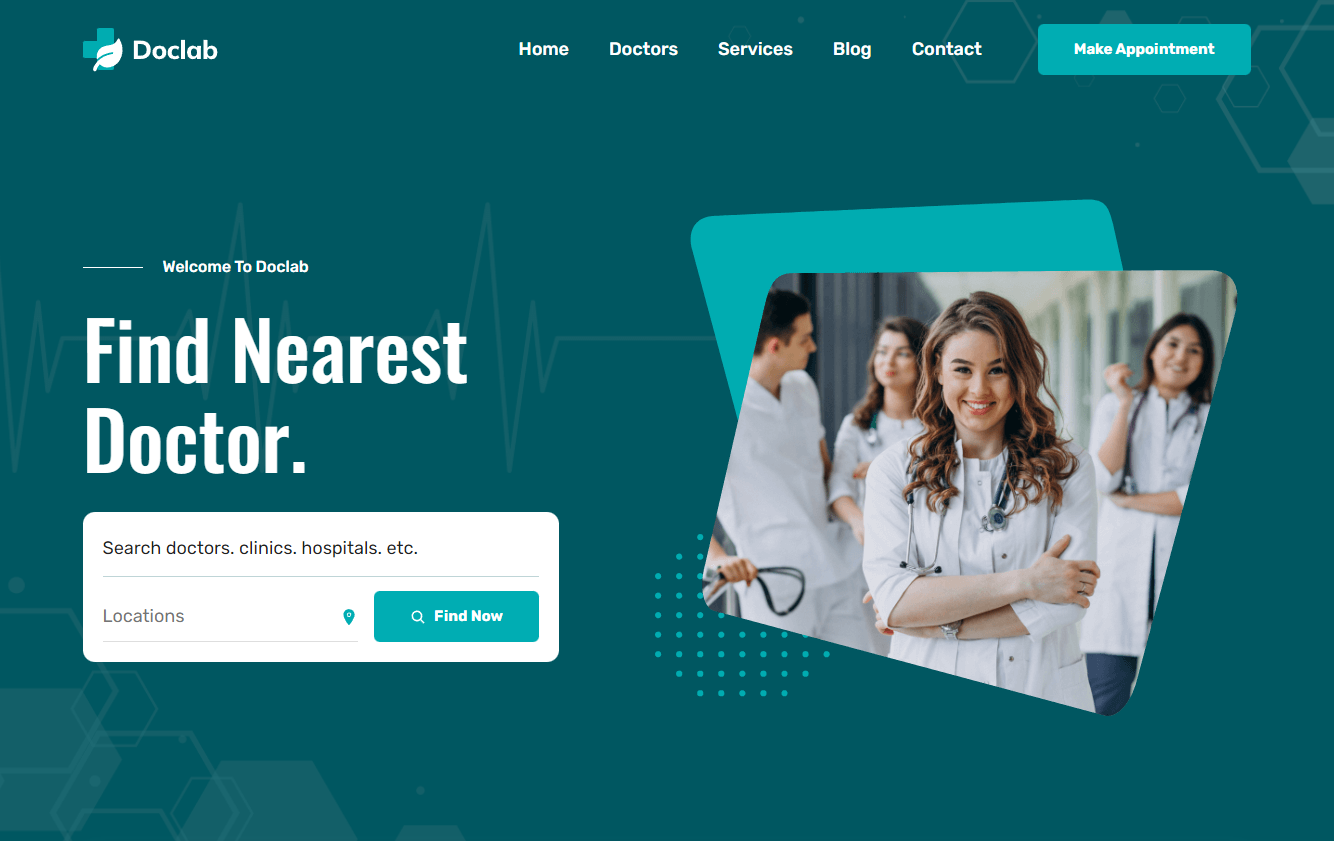 Doclab
Home
Doctors
Services
Blog
Contact
Make Appointment
Welcome To Doclab
Find Nearest
Doctor.
Search doctors. clinics. hospitals. etc.
Locations
Find Now